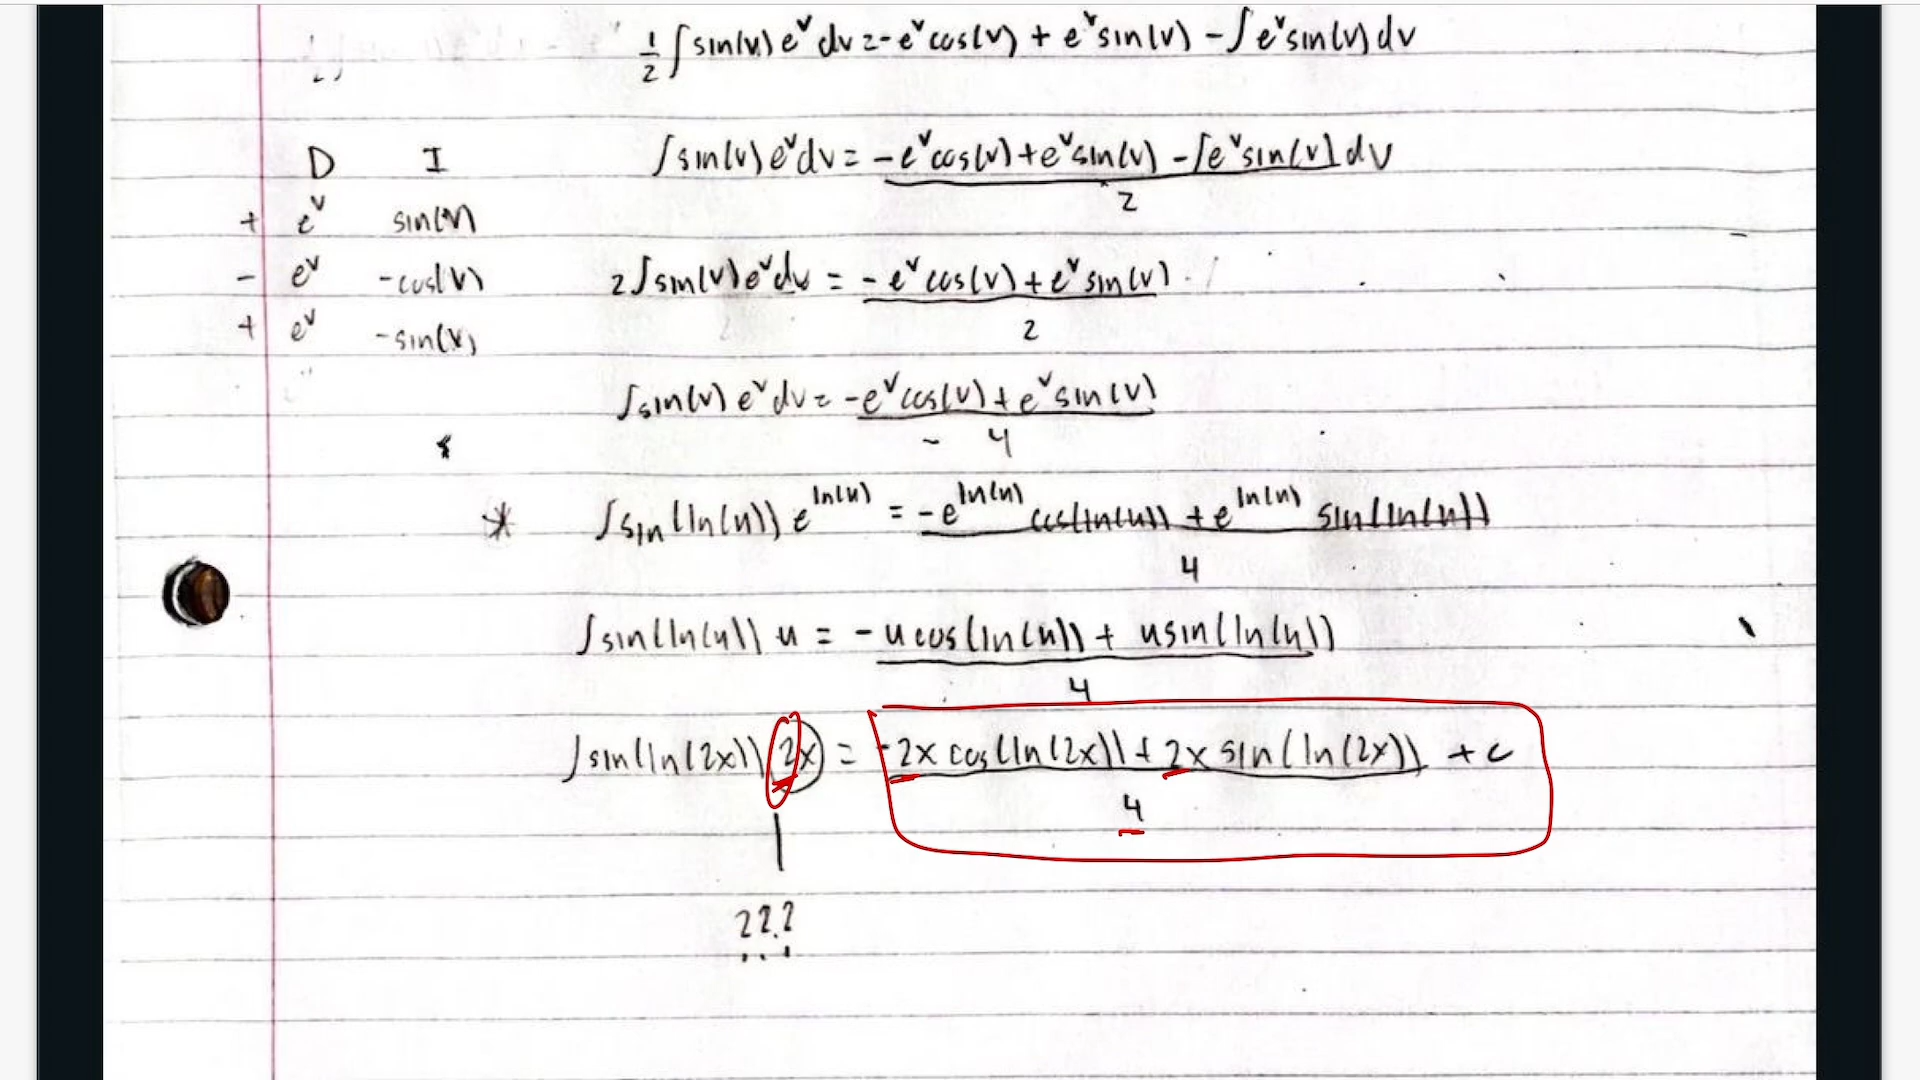 1/2 ∫sin(v) e^v dv = -e^v cos(v) + e^v sin(v) - ∫e^v sin(v) dv
D I
∫sin(v) e^v dv = (-e^v cos(v) + e^v sin(v) - ∫e^v sin(v) dv)/2
+ e^v sin(v)
- e^v -cos(v)
2∫sin(v) e^v dv = (-e^v cos(v) + e^v sin(v))/2
+ e^v -sin(v)
∫sin(v) e^v dv = (-e^v cos(v) + e^v sin(v))/4
* ∫sin(ln(u)) e^ln(u) = (-e^ln(u) cos(ln(u)) + e^ln(u) sin(ln(u)))/4
∫sin(ln(u)) u = (-u cos(ln(u)) + u sin(ln(u)))/4
∫sin(ln(2x)) 2x = (-2x cos(ln(2x)) + 2x sin(ln(2x)))/4 + c
???